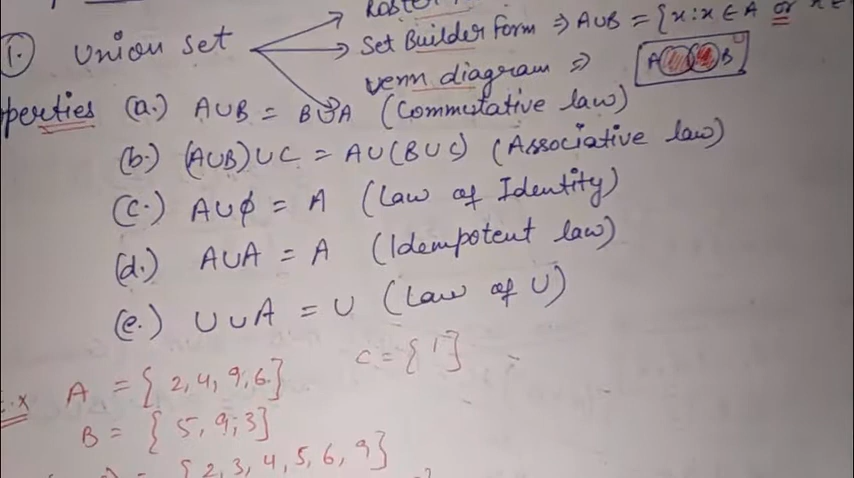 Roster
1. Union set
Set Builder Form ⇒ A∪B = {x : x ∈ A or x ∈
venn diagram ⇒ A B
perties (a.) A∪B = B∪A (Commutative law)
(b.) (A∪B)∪C = A∪(B∪C) (Associative law)
(c.) A∪ϕ = A (Law of Identity)
(d.) A∪A = A (Idempotent law)
(e.) U∪A = U (Law of U)
C = {1}
Ex A = {2, 4, 9, 6}
B = {5, 9, 3}
= {2, 3, 4, 5, 6, 9}